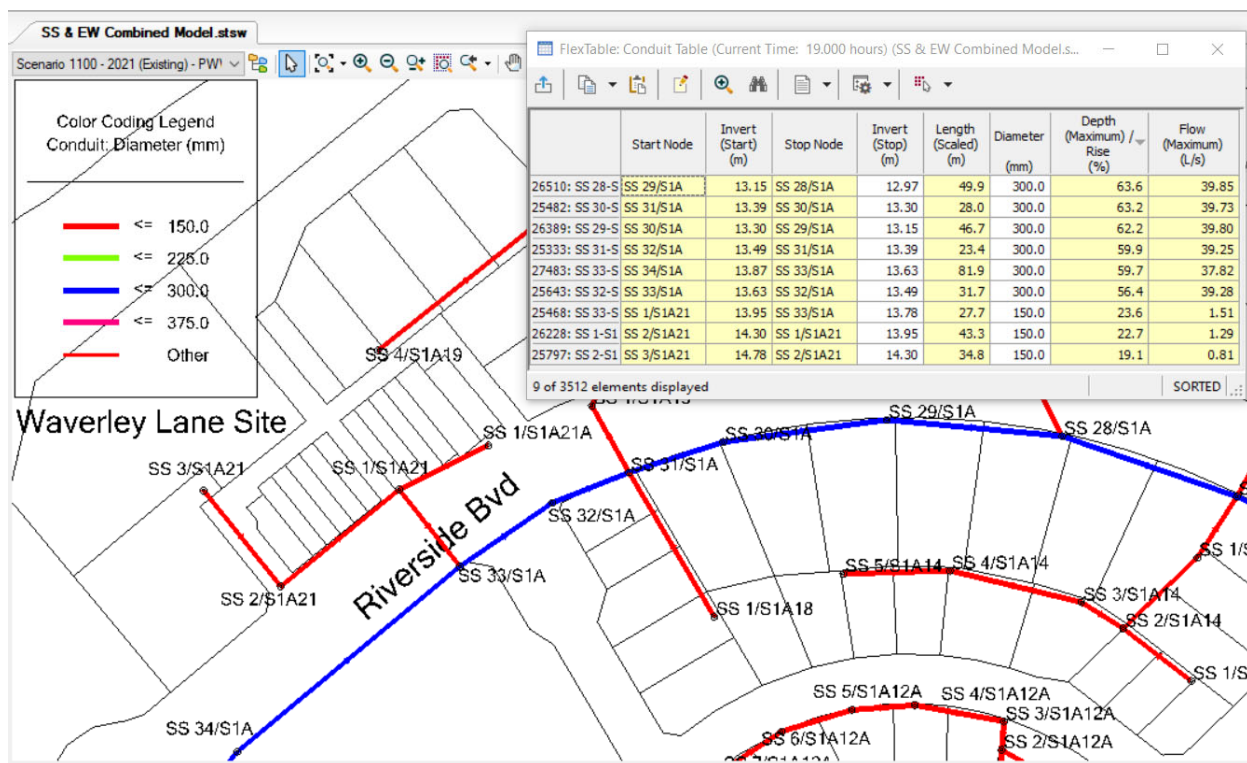 SS & EW Combined Model.stsw
Scenario 1100 - 2021 (Existing) - PW
Color Coding Legend
Conduit: Diameter (mm)
<= 150.0
<= 225.0
<= 300.0
<= 375.0
Other
FlexTable: Conduit Table (Current Time: 19.000 hours) (SS & EW Combined Model.s...
Start Node Invert (Start) (m) Stop Node Invert (Stop) (m) Length (Scaled) (m) Diameter (mm) Depth (Maximum) / Rise (%) Flow (Maximum) (L/s)
26510: SS 28-S SS 29/S1A 13.15 SS 28/S1A 12.97 49.9 300.0 63.6 39.85
25482: SS 30-S SS 31/S1A 13.39 SS 30/S1A 13.30 28.0 300.0 63.2 39.73
26389: SS 29-S SS 30/S1A 13.30 SS 29/S1A 13.15 46.7 300.0 62.2 39.80
25333: SS 31-S SS 32/S1A 13.49 SS 31/S1A 13.39 23.4 300.0 59.9 39.25
27483: SS 33-S SS 34/S1A 13.87 SS 33/S1A 13.63 81.9 300.0 59.7 37.82
25643: SS 32-S SS 33/S1A 13.63 SS 32/S1A 13.49 31.7 300.0 56.4 39.28
25468: SS 33-S SS 1/S1A21 13.95 SS 33/S1A 13.78 27.7 150.0 23.6 1.51
26228: SS 1-S1 SS 2/S1A21 14.30 SS 1/S1A21 13.95 43.3 150.0 22.7 1.29
25797: SS 2-S1 SS 3/S1A21 14.78 SS 2/S1A21 14.30 34.8 150.0 19.1 0.81
9 of 3512 elements displayed SORTED
SS 4/S1A19
Waverley Lane Site
SS 29/S1A
SS 28/S1A
SS 1/S1A21A
SS 30/S1A
SS 3/S1A21
SS 1/S1A21
SS 31/S1A
Riverside Bvd
SS 32/S1A
SS 33/S1A
SS 5/S1A14
SS 4/S1A14
SS 2/S1A21
SS 1/S1A18
SS 3/S1A14
SS 2/S1A14
SS 34/S1A
SS 5/S1A12A
SS 4/S1A12A
SS 3/S1A12A
SS 6/S1A12A
SS 2/S1A12A